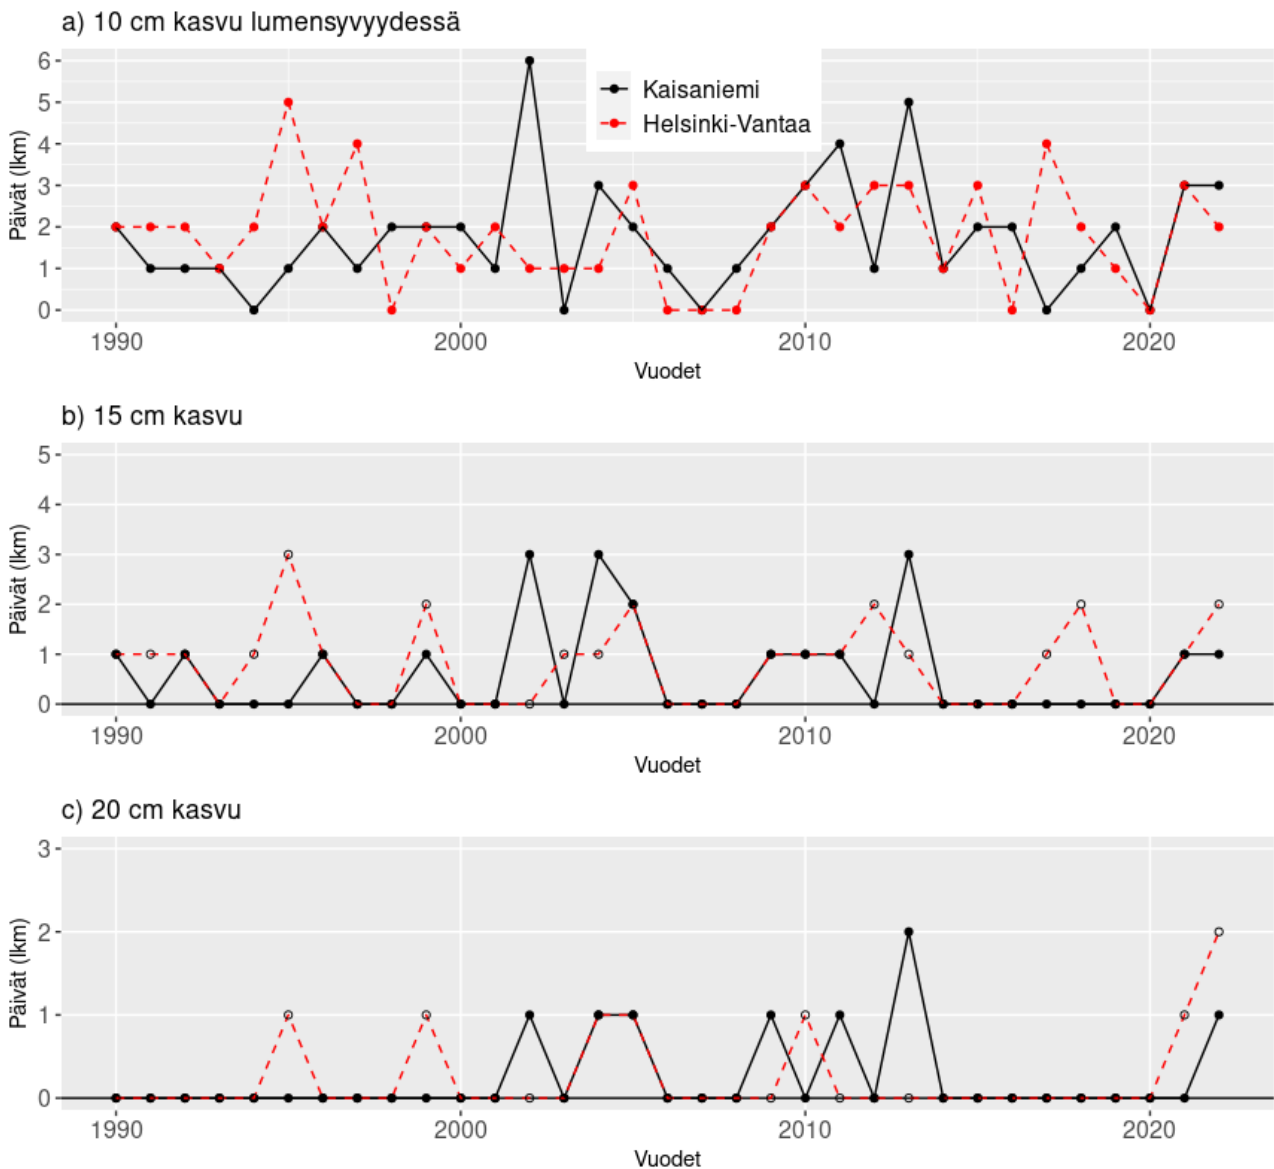 a) 10 cm kasvu lumensyvyydessä
Päivät (lkm)
6
5
4
3
2
1
0
Kaisaniemi
Helsinki-Vantaa
1990 2000 2010 2020
Vuodet
b) 15 cm kasvu
Päivät (lkm)
5
4
3
2
1
0
1990 2000 2010 2020
Vuodet
c) 20 cm kasvu
Päivät (lkm)
3
2
1
0
1990 2000 2010 2020
Vuodet